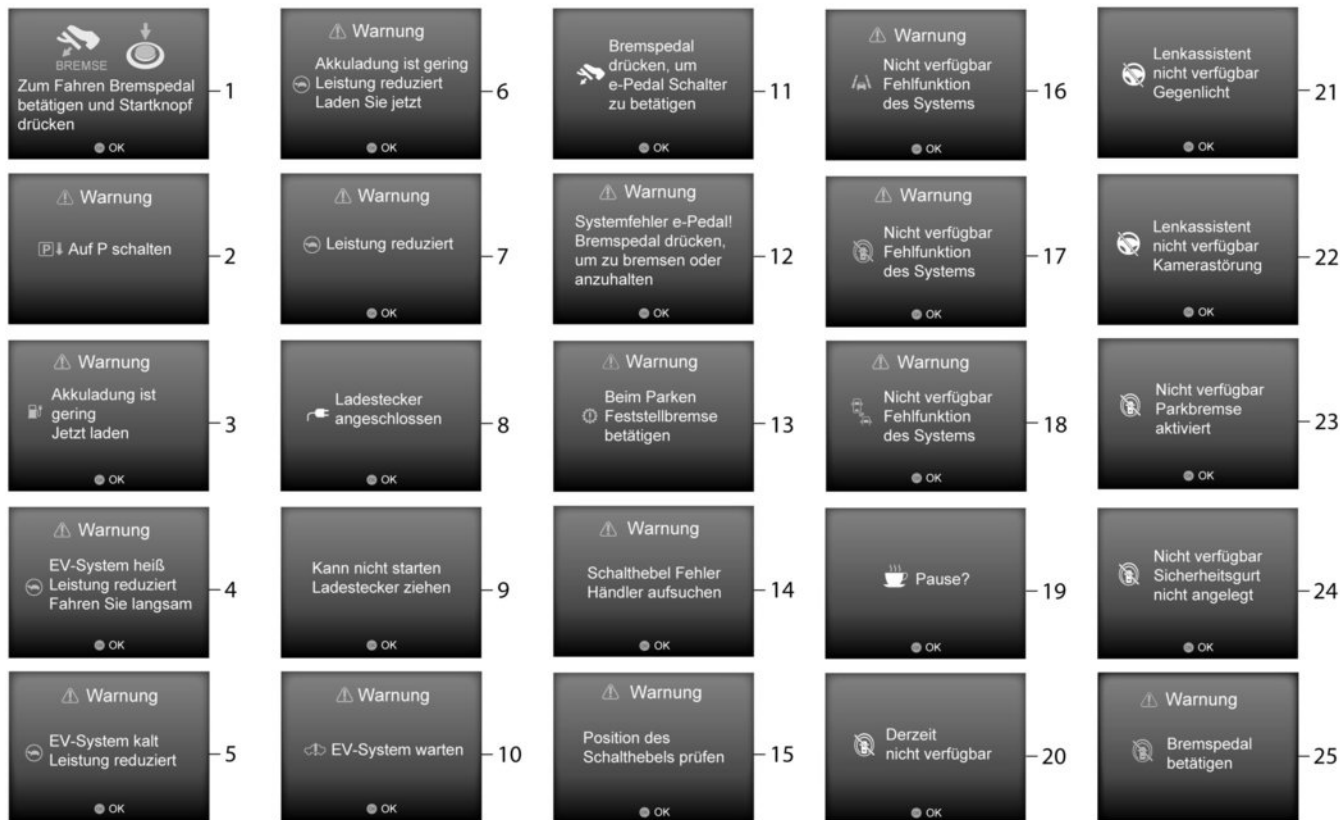 BREMSE
Zum Fahren Bremspedal
betätigen und Startknopf
drücken
OK
1
Warnung
P Auf P schalten
2
Warnung
Akkuladung ist
gering
Jetzt laden
OK
3
Warnung
EV-System heiß
Leistung reduziert
Fahren Sie langsam
OK
4
Warnung
EV-System kalt
Leistung reduziert
OK
5
Warnung
Akkuladung ist gering
Leistung reduziert
Laden Sie jetzt
OK
6
Warnung
Leistung reduziert
OK
7
Ladestecker
angeschlossen
OK
8
Kann nicht starten
Ladestecker ziehen
OK
9
Warnung
EV-System warten
OK
10
Bremspedal
drücken, um
e-Pedal Schalter
zu betätigen
OK
11
Warnung
Systemfehler e-Pedal!
Bremspedal drücken,
um zu bremsen oder
anzuhalten
OK
12
Warnung
Beim Parken
Feststellbremse
betätigen
OK
13
Warnung
Schalthebel Fehler
Händler aufsuchen
OK
14
Warnung
Position des
Schalthebels prüfen
OK
15
Warnung
Nicht verfügbar
Fehlfunktion
des Systems
OK
16
Warnung
Nicht verfügbar
Fehlfunktion
des Systems
OK
17
Warnung
Nicht verfügbar
Fehlfunktion
des Systems
OK
18
Pause?
OK
19
Derzeit
nicht verfügbar
OK
20
Lenkassistent
nicht verfügbar
Gegenlicht
OK
21
Lenkassistent
nicht verfügbar
Kamerastörung
OK
22
Nicht verfügbar
Parkbremse
aktiviert
OK
23
Nicht verfügbar
Sicherheitsgurt
nicht angelegt
OK
24
Warnung
Bremspedal
betätigen
25